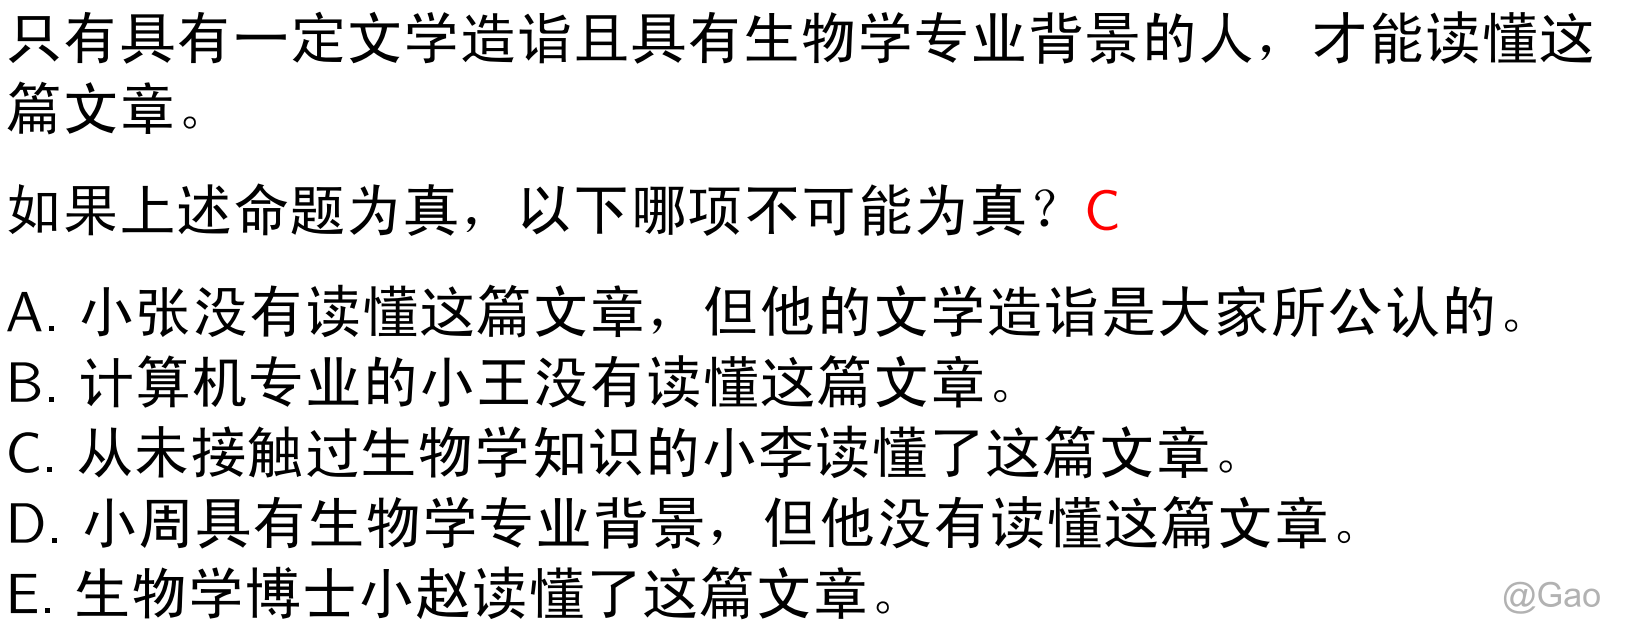 只有具有一定文学造诣且具有生物学专业背景的人，才能读懂这
篇文章。
如果上述命题为真，以下哪项不可能为真？C
A. 小张没有读懂这篇文章，但他的文学造诣是大家所公认的。
B. 计算机专业的小王没有读懂这篇文章。
C. 从未接触过生物学知识的小李读懂了这篇文章。
D. 小周具有生物学专业背景，但他没有读懂这篇文章。
E. 生物学博士小赵读懂了这篇文章。
@Gao